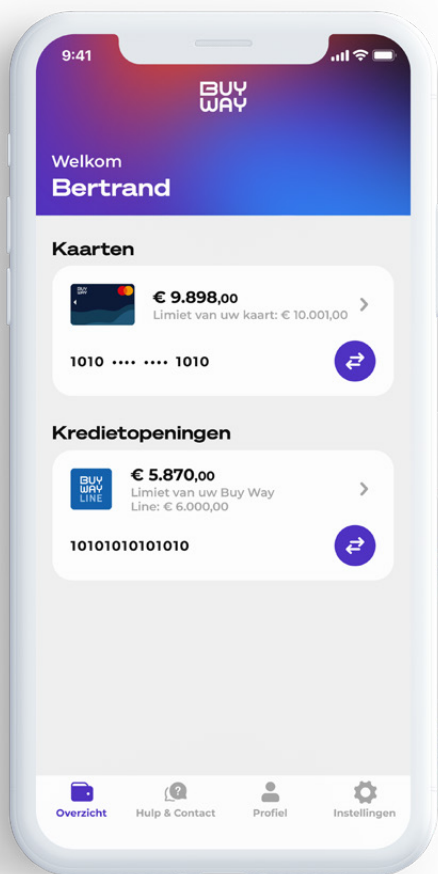 9:41
BUY
WAY
Welkom
Bertrand
Kaarten
BUY
WAY
€ 9.898,00
Limiet van uw kaart: € 10.001,00
1010 •••• •••• 1010
Kredietopeningen
BUY
WAY
LINE
€ 5.870,00
Limiet van uw Buy Way
Line: € 6.000,00
10101010101010
Overzicht
Hulp & Contact
Profiel
Instellingen